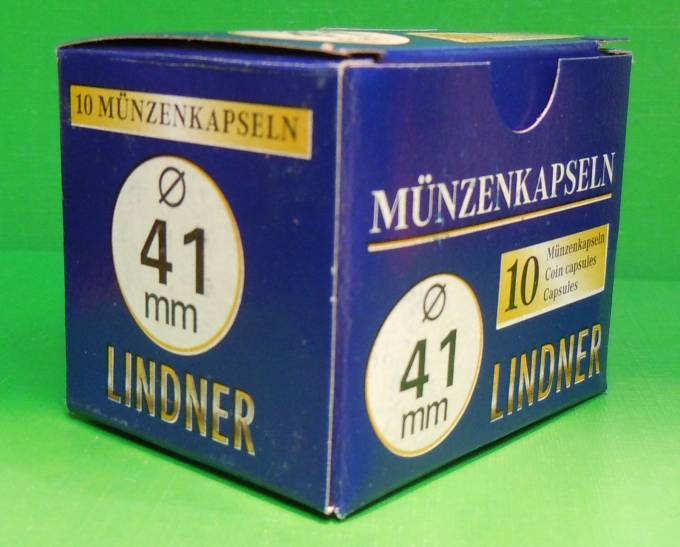 10 MÜNZENKAPSELN
Ø
41
mm
LINDNER
MÜNZENKAPSELN
10
Münzenkapseln
Coin capsules
Capsules
Ø
41
mm
LINDNER